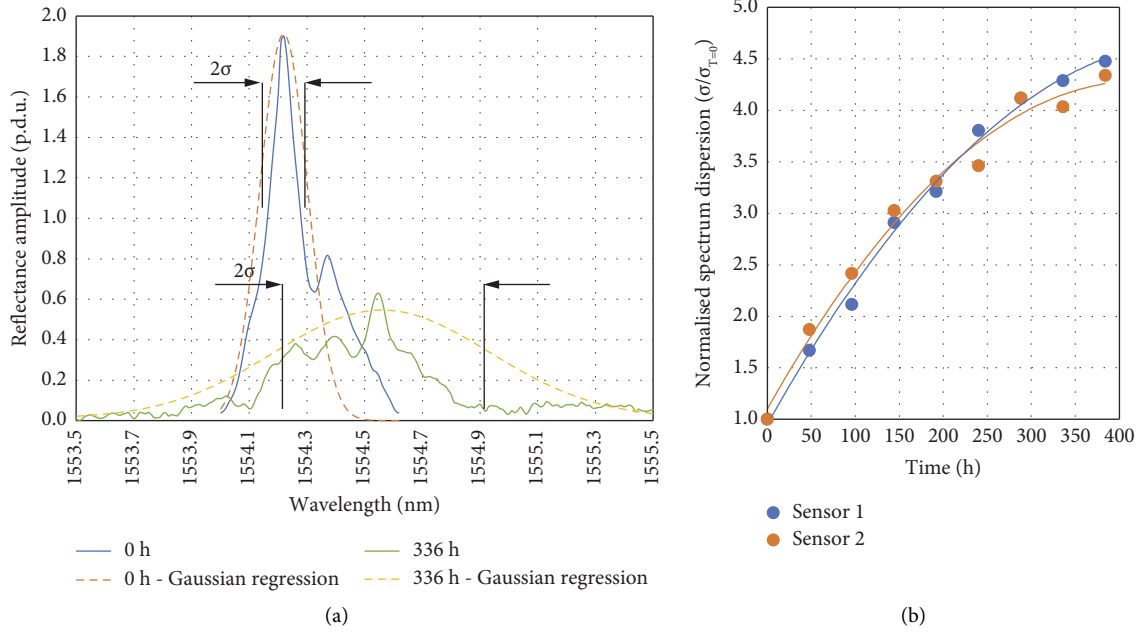 (a)
Reflectance amplitude (p.d.u.)
2.0
1.8
1.6
1.4
1.2
1.0
0.8
0.6
0.4
0.2
0.0
2σ
2σ
1553.5
1553.7
1553.9
1554.1
1554.3
1554.5
1554.7
1554.9
1555.1
1555.3
1555.5
Wavelength (nm)
0 h
336 h
0 h - Gaussian regression
336 h - Gaussian regression
(a)
Normalised spectrum dispersion (σ/σT=0)
5.0
4.5
4.0
3.5
3.0
2.5
2.0
1.5
1.0
0
50
100
150
200
250
300
350
400
Time (h)
Sensor 1
Sensor 2
(b)